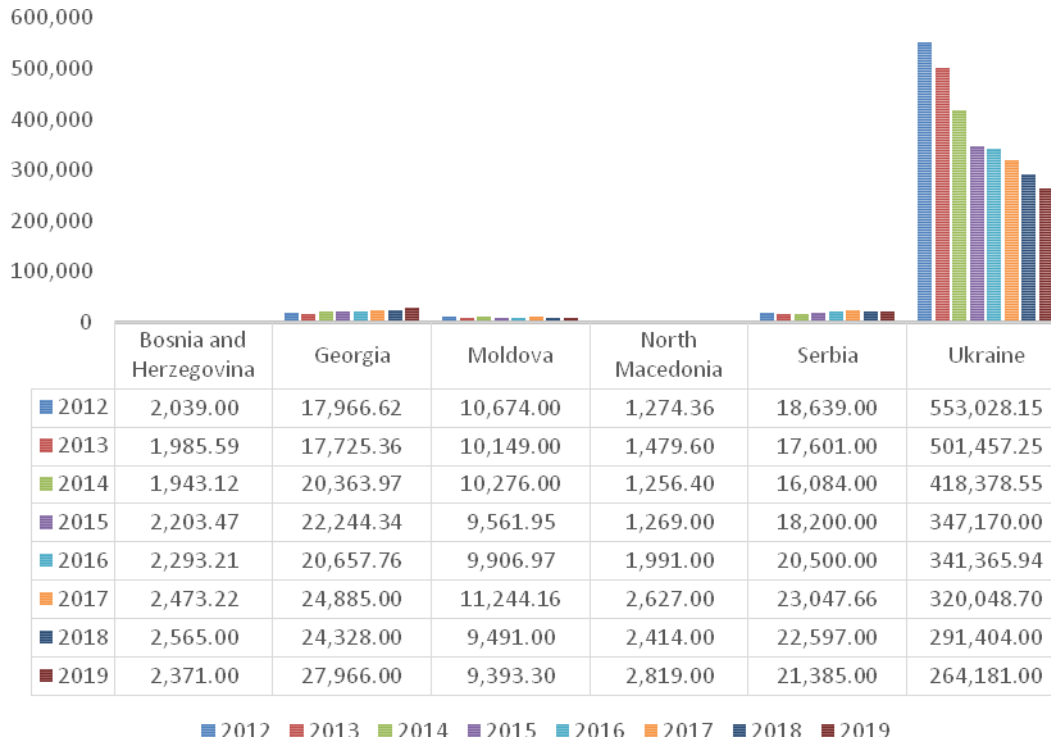 600,000
500,000
400,000
300,000
200,000
100,000
0
Bosnia and Herzegovina Georgia Moldova North Macedonia Serbia Ukraine
2012 2,039.00 17,966.62 10,674.00 1,274.36 18,639.00 553,028.15
2013 1,985.59 17,725.36 10,149.00 1,479.60 17,601.00 501,457.25
2014 1,943.12 20,363.97 10,276.00 1,256.40 16,084.00 418,378.55
2015 2,203.47 22,244.34 9,561.95 1,269.00 18,200.00 347,170.00
2016 2,293.21 20,657.76 9,906.97 1,991.00 20,500.00 341,365.94
2017 2,473.22 24,885.00 11,244.16 2,627.00 23,047.66 320,048.70
2018 2,565.00 24,328.00 9,491.00 2,414.00 22,597.00 291,404.00
2019 2,371.00 27,966.00 9,393.30 2,819.00 21,385.00 264,181.00
2012 2013 2014 2015 2016 2017 2018 2019